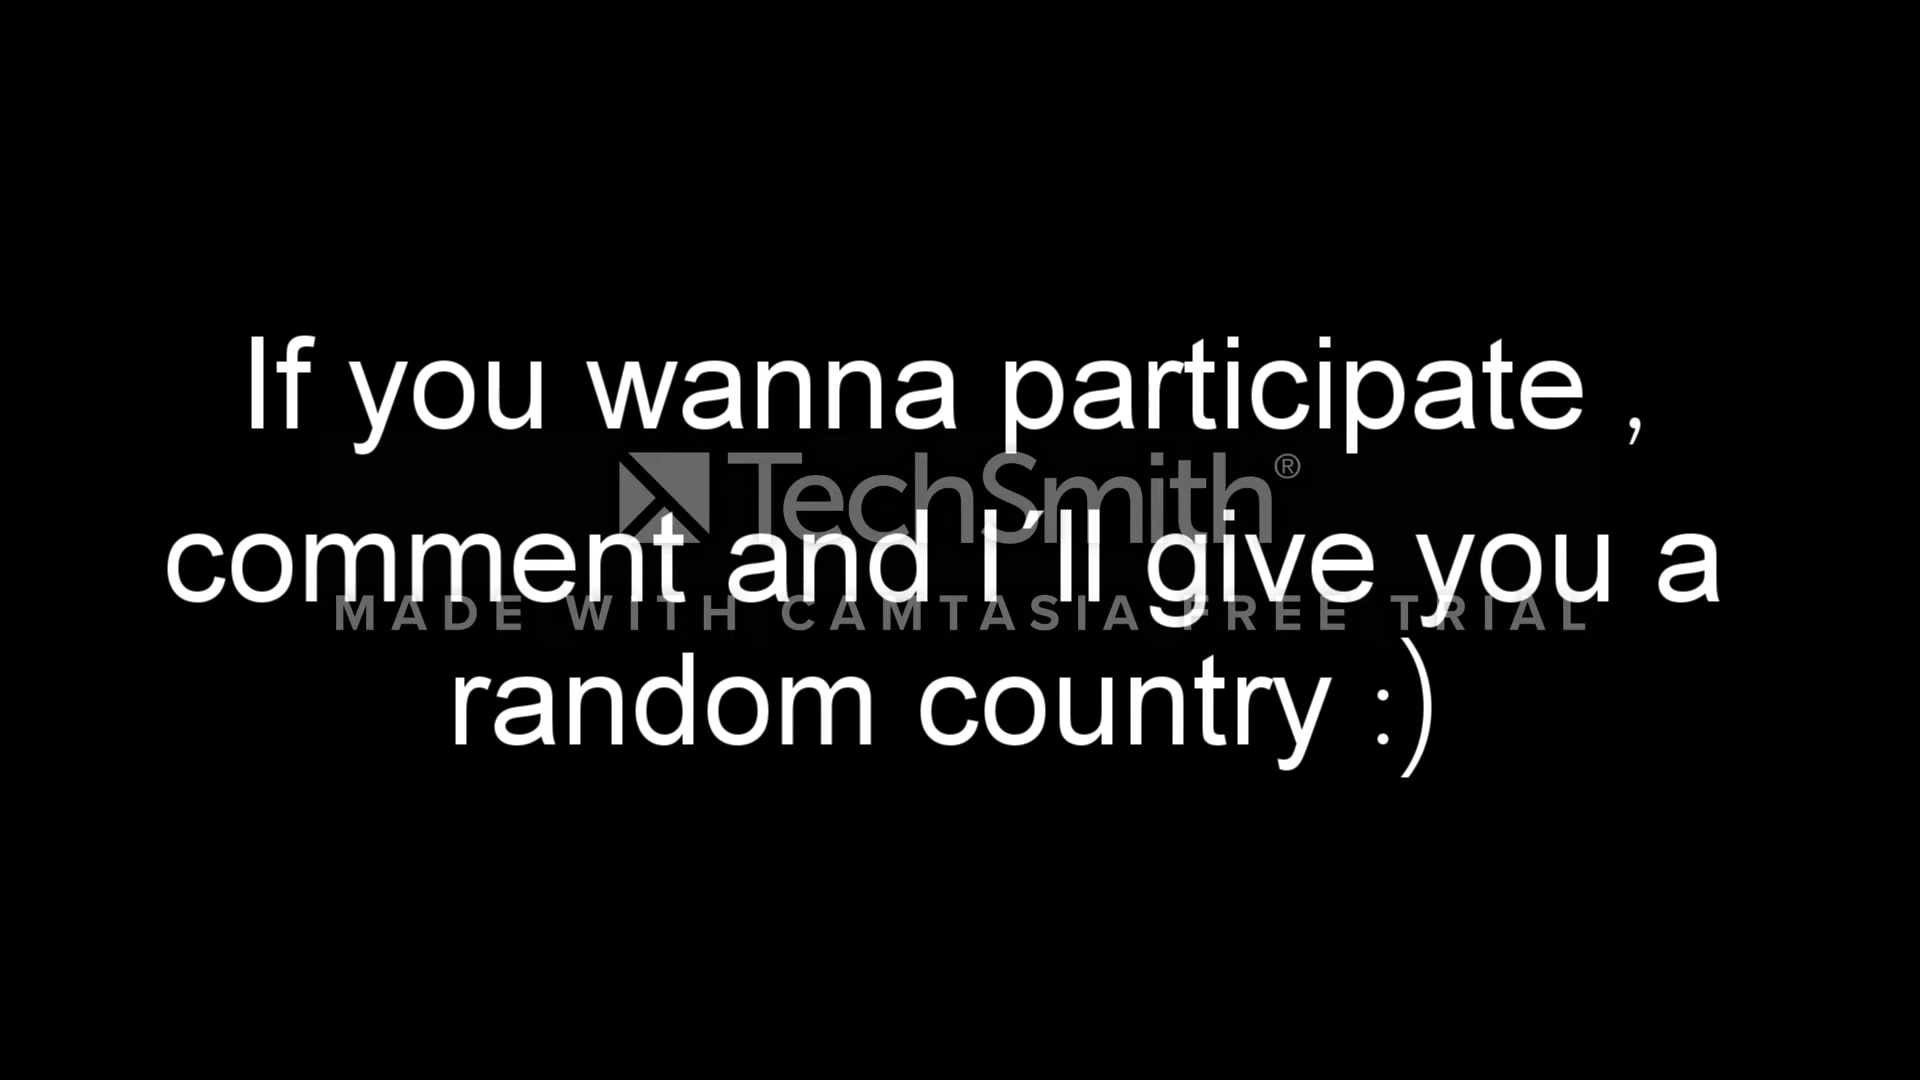 If you wanna participate ,
TechSmith®
comment and I´ll give you a
MADE WITH CAMTASIA FREE TRIAL
random country :)